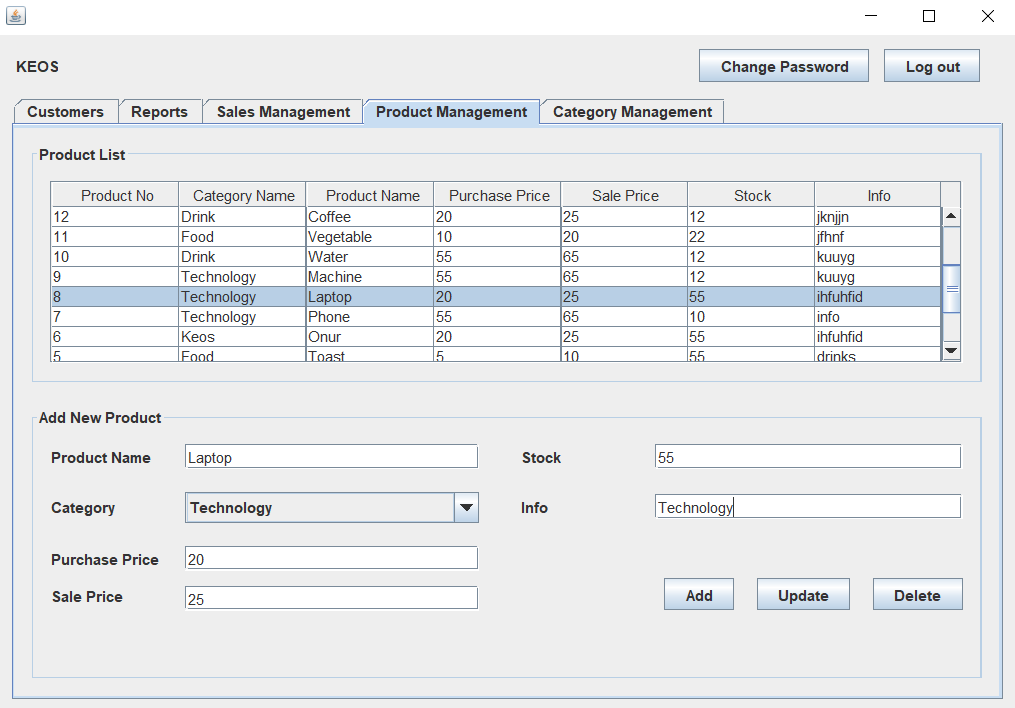 KEOS Change Password Log out
Customers Reports Sales Management Product Management Category Management
Product List
Product No Category Name Product Name Purchase Price Sale Price Stock Info
12 Drink Coffee 20 25 12 jknjjn
11 Food Vegetable 10 20 22 jfhnf
10 Drink Water 55 65 12 kuuyg
9 Technology Machine 55 65 12 kuuyg
8 Technology Laptop 20 25 55 ihfuhfid
7 Technology Phone 55 65 10 info
6 Keos Onur 20 25 55 ihfuhfid
5 Food Toast 5 10 55 drinks
Add New Product
Product Name Laptop Stock 55
Category Technology Info Technology
Purchase Price 20
Sale Price 25 Add Update Delete